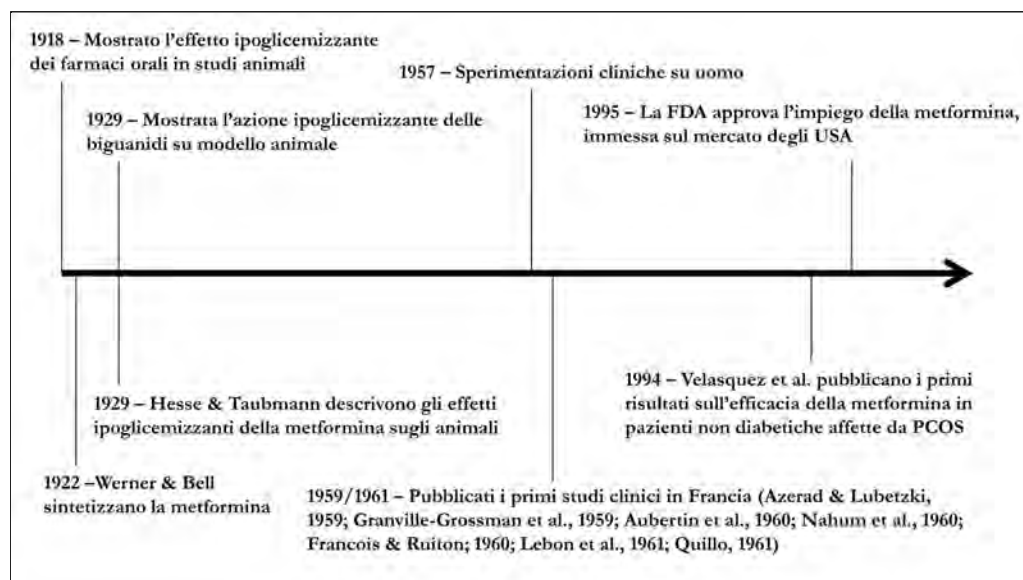 1918 – Mostrato l'effetto ipoglicemizzante
dei farmaci orali in studi animali
1929 – Mostrata l'azione ipoglicemizzante delle
biguanidi su modello animale
1957 – Sperimentazioni cliniche su uomo
1995 – La FDA approva l'impiego della metformina,
immessa sul mercato degli USA
1922 –Werner & Bell
sintetizzano la metformina
1929 – Hesse & Taubmann descrivono gli effetti
ipoglicemizzanti della metformina sugli animali
1959/1961 – Pubblicati i primi studi clinici in Francia (Azerad & Lubetzki,
1959; Granville-Grossman et al., 1959; Aubertin et al., 1960; Nahum et al., 1960;
Francois & Ruiton; 1960; Lebon et al., 1961; Quillo, 1961)
1994 – Velasquez et al. pubblicano i primi
risultati sull'efficacia della metformina in
pazienti non diabetiche affette da PCOS